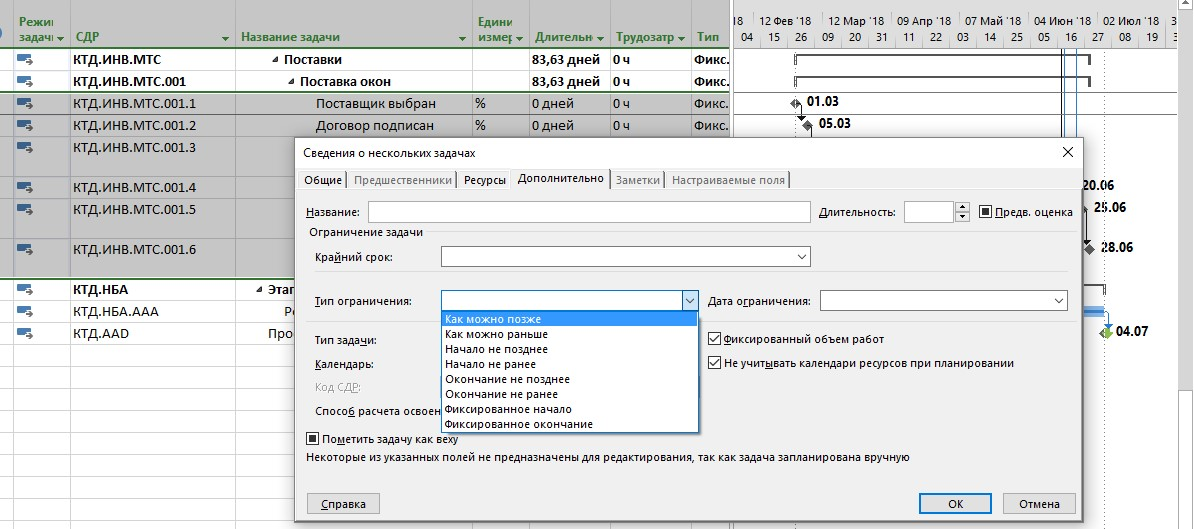 Режи СДР Название задачи Едини Длительн Трудозатр Тип
задачи измер
18 12 Фев '18 12 Мар '18 09 Апр '18 07 Май '18 04 Июн '18 02 Июл '18
04 15 26 09 20 31 11 22 03 14 25 05 16 27 08 19
КТД.ИНВ.МТС Поставки 83,63 дней 0 ч Фикс.
КТД.ИНВ.МТС.001 Поставка окон 83,63 дней 0 ч Фикс.
КТД.ИНВ.МТС.001.1 Поставщик выбран % 0 дней 0 ч Фикс. 01.03
КТД.ИНВ.МТС.001.2 Договор подписан % 0 дней 0 ч Фикс. 05.03
КТД.ИНВ.МТС.001.3
КТД.ИНВ.МТС.001.4 20.06
КТД.ИНВ.МТС.001.5 25.06
КТД.ИНВ.МТС.001.6 28.06
КТД.НБА Этап
КТД.НБА.ААА
КТД.AAD Про 04.07
Сведения о нескольких задачах
Общие Предшественники Ресурсы Дополнительно Заметки Настраиваемые поля
Название: Длительность: Предв. оценка
Ограничение задачи
Крайний срок:
Тип ограничения: Дата ограничения:
Как можно позже
Как можно раньше
Начало не позднее
Начало не ранее
Окончание не позднее
Окончание не ранее
Фиксированное начало
Фиксированное окончание
Тип задачи: Фиксированный объем работ
Календарь: Не учитывать календари ресурсов при планировании
Код СДР:
Способ расчета освоен
Пометить задачу как веху
Некоторые из указанных полей не предназначены для редактирования, так как задача запланирована вручную
Справка ОК Отмена